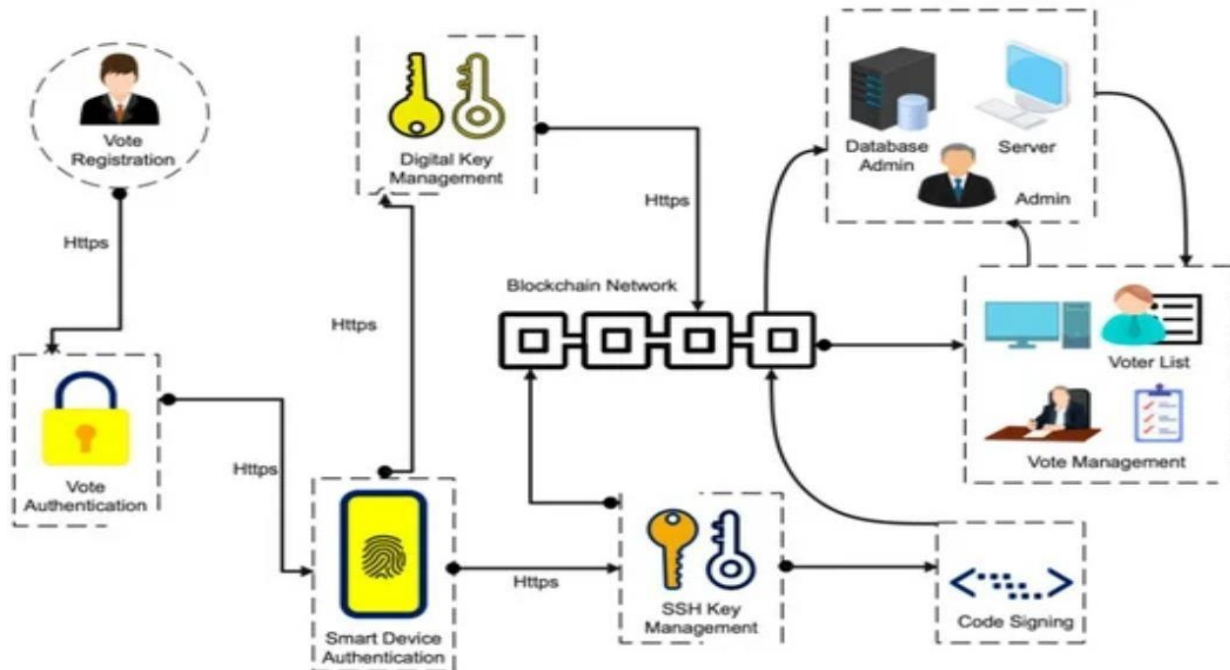 Vote
Registration
Https
Vote
Authentication
Https
Smart Device
Authentication
Https
Digital Key
Management
Https
Https
SSH Key
Management
Code Signing
Blockchain Network
Database
Admin
Server
Admin
Voter List
Vote Management